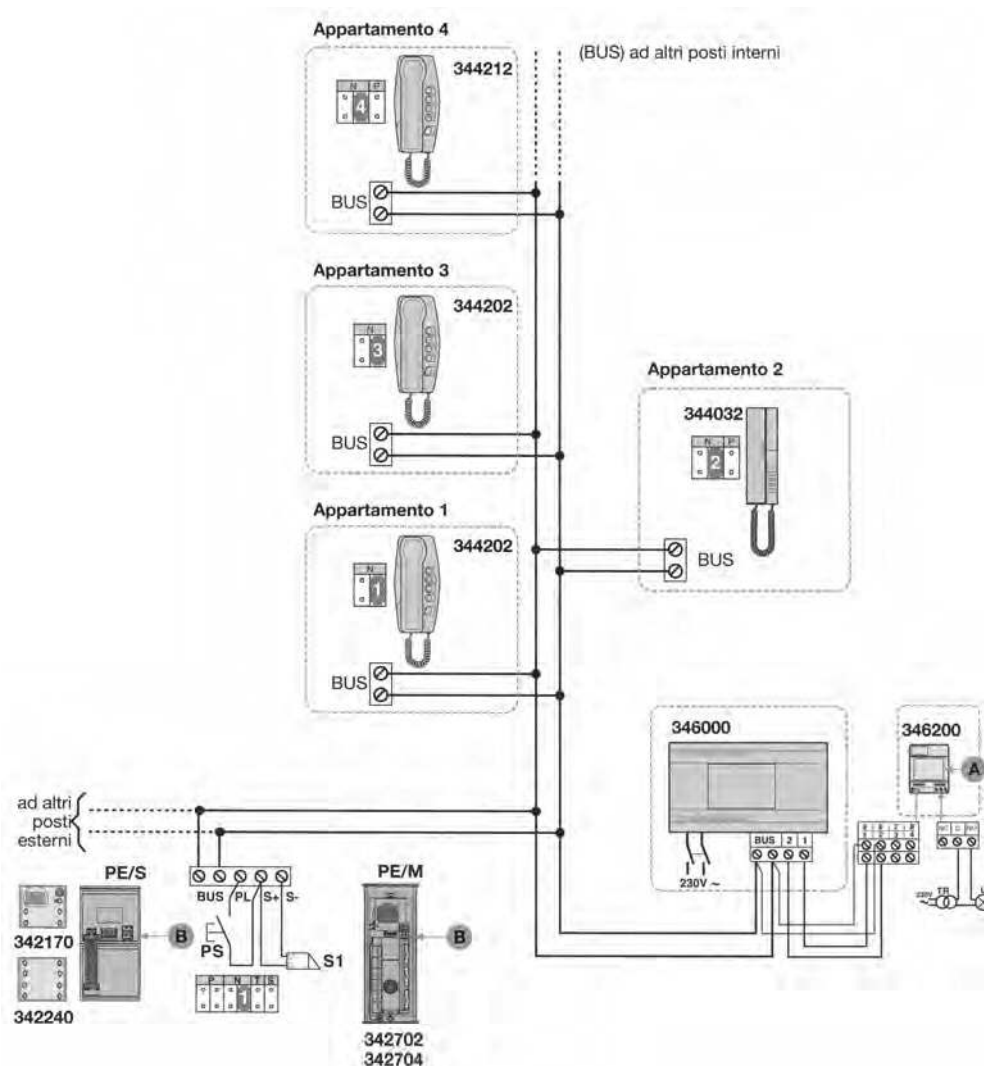 Appartamento 4
(BUS) ad altri posti interni
344212
N P
4
BUS
Appartamento 3
344202
N
3
BUS
Appartamento 2
344032
N P
2
BUS
Appartamento 1
344202
N
1
BUS
346000
346200
A
BUS 2 1
230V ~
230V TR
ad altri
posti
esterni
PE/S
BUS PL S+ S-
PE/M
B
B
342170
PS
S1
P N T S
1
342240
342702
342704